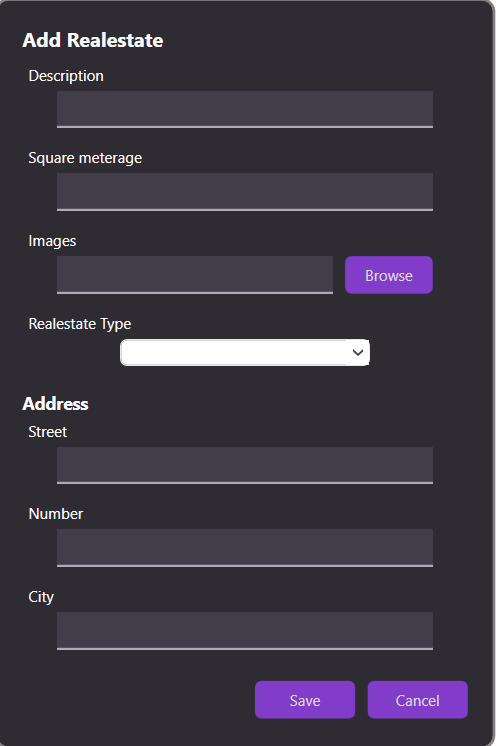 Add Realestate
Description
Square meterage
Images
Browse
Realestate Type
Address
Street
Number
City
Save Cancel